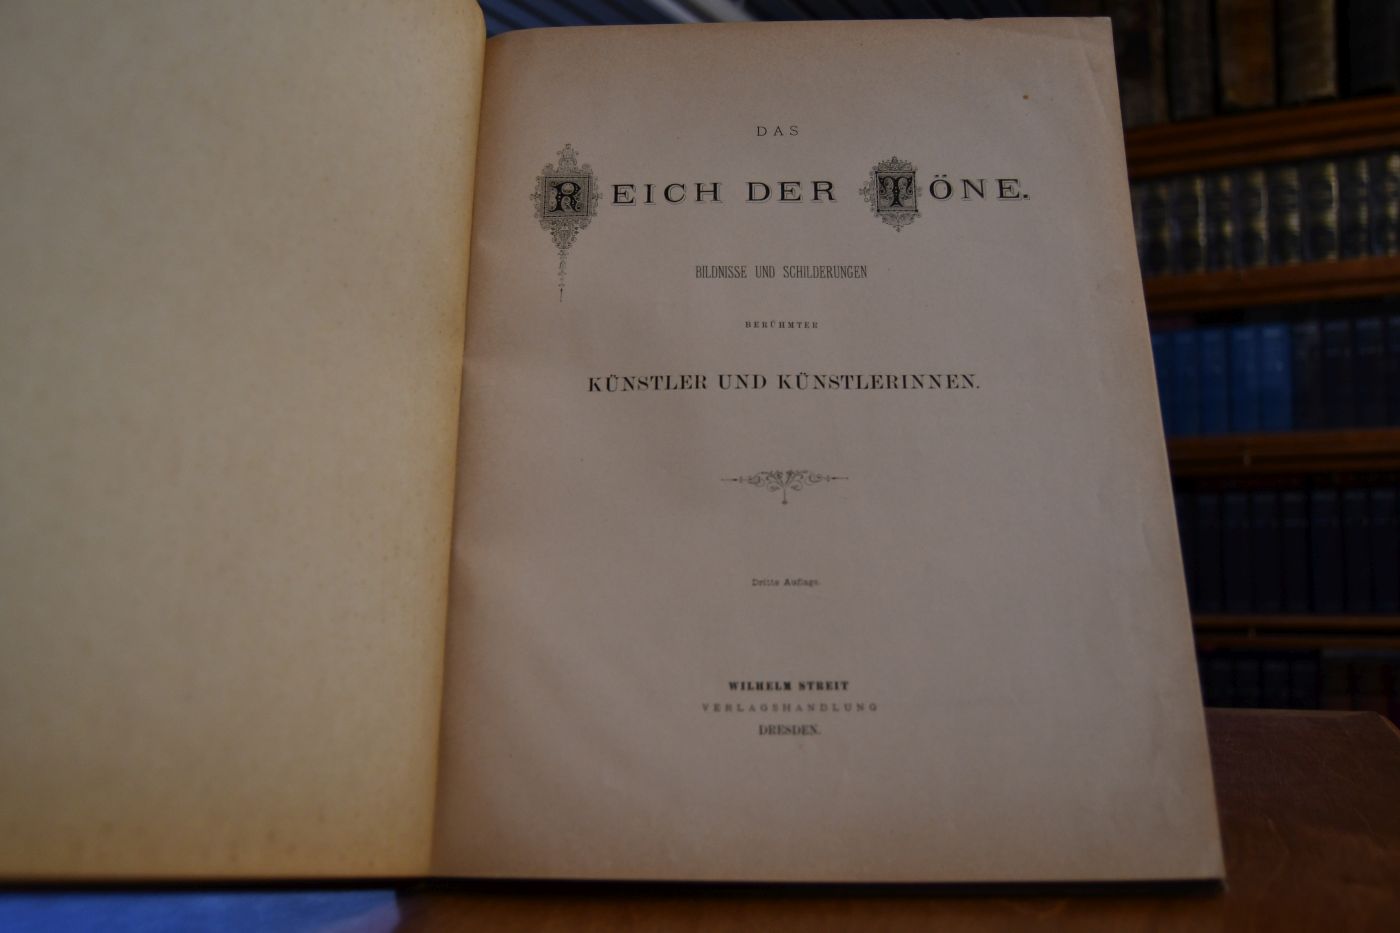 DAS
REICH DER TÖNE.
BILDNISSE UND SCHILDERUNGEN
BERÜHMTER
KÜNSTLER UND KÜNSTLERINNEN.
Dritte Auflage.
WILHELM STREIT
VERLAGSHANDLUNG
DRESDEN.